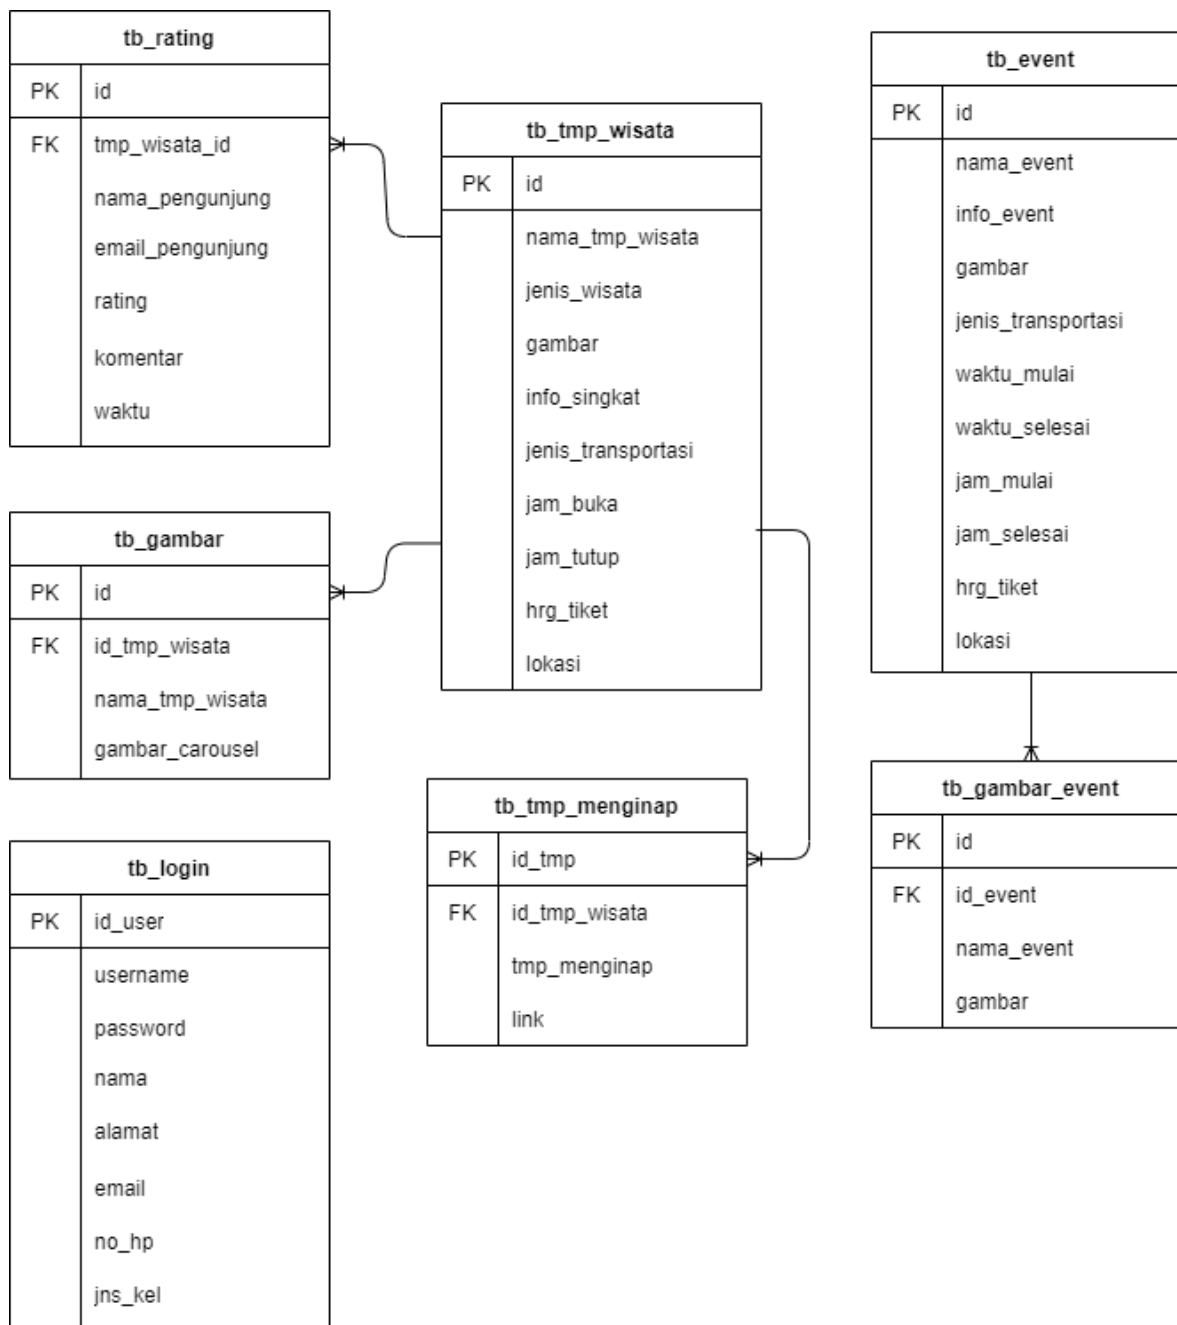 tb_rating
PK id
FK tmp_wisata_id
nama_pengunjung
email_pengunjung
rating
komentar
waktu
tb_tmp_wisata
PK id
nama_tmp_wisata
jenis_wisata
gambar
info_singkat
jenis_transportasi
jam_buka
jam_tutup
hrg_tiket
lokasi
tb_event
PK id
nama_event
info_event
gambar
jenis_transportasi
waktu_mulai
waktu_selesai
jam_mulai
jam_selesai
hrg_tiket
lokasi
tb_gambar
PK id
FK id_tmp_wisata
nama_tmp_wisata
gambar_carousel
tb_tmp_menginap
PK id_tmp
FK id_tmp_wisata
tmp_menginap
link
tb_gambar_event
PK id
FK id_event
nama_event
gambar
tb_login
PK id_user
username
password
nama
alamat
email
no_hp
jns_kel